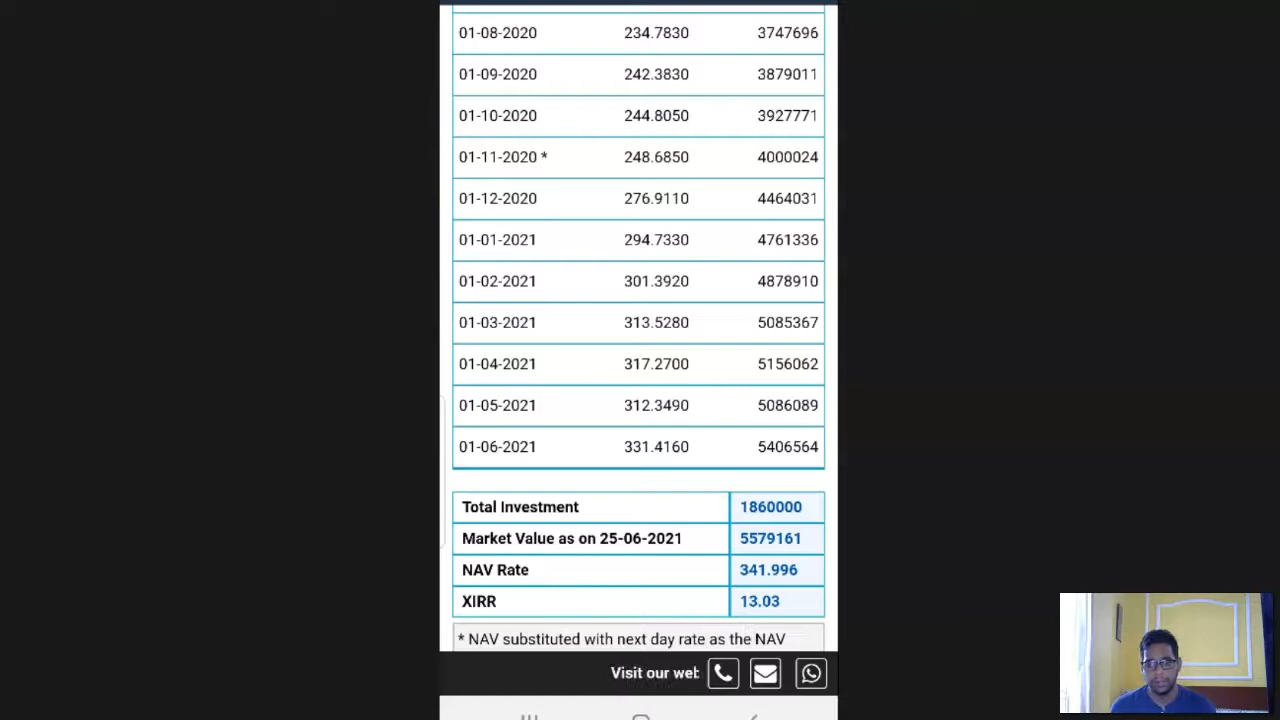 01-08-2020 234.7830 3747696
01-09-2020 242.3830 3879011
01-10-2020 244.8050 3927771
01-11-2020 * 248.6850 4000024
01-12-2020 276.9110 4464031
01-01-2021 294.7330 4761336
01-02-2021 301.3920 4878910
01-03-2021 313.5280 5085367
01-04-2021 317.2700 5156062
01-05-2021 312.3490 5086089
01-06-2021 331.4160 5406564
Total Investment 1860000
Market Value as on 25-06-2021 5579161
NAV Rate 341.996
XIRR 13.03
* NAV substituted with next day rate as the NAV
Visit our wel